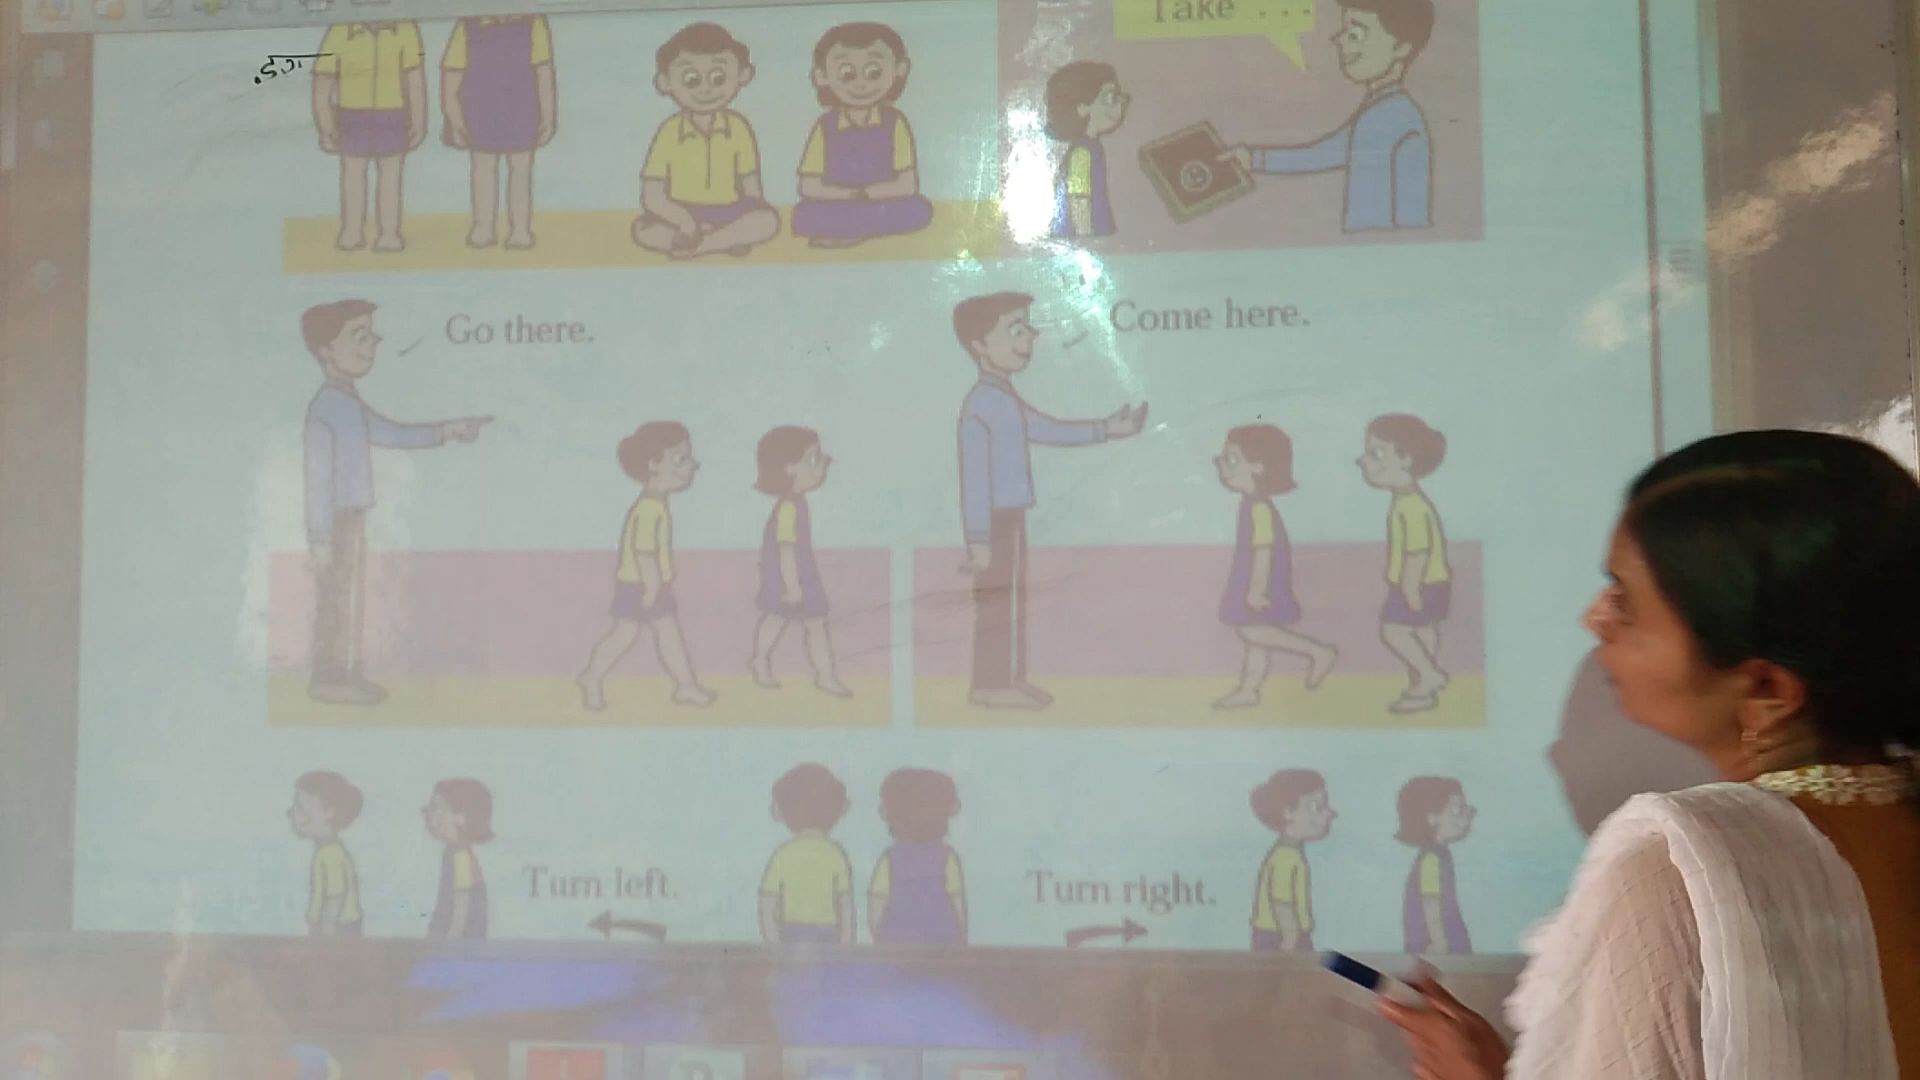 Take ...
Go there.
Come here.
Turn left.
Turn right.